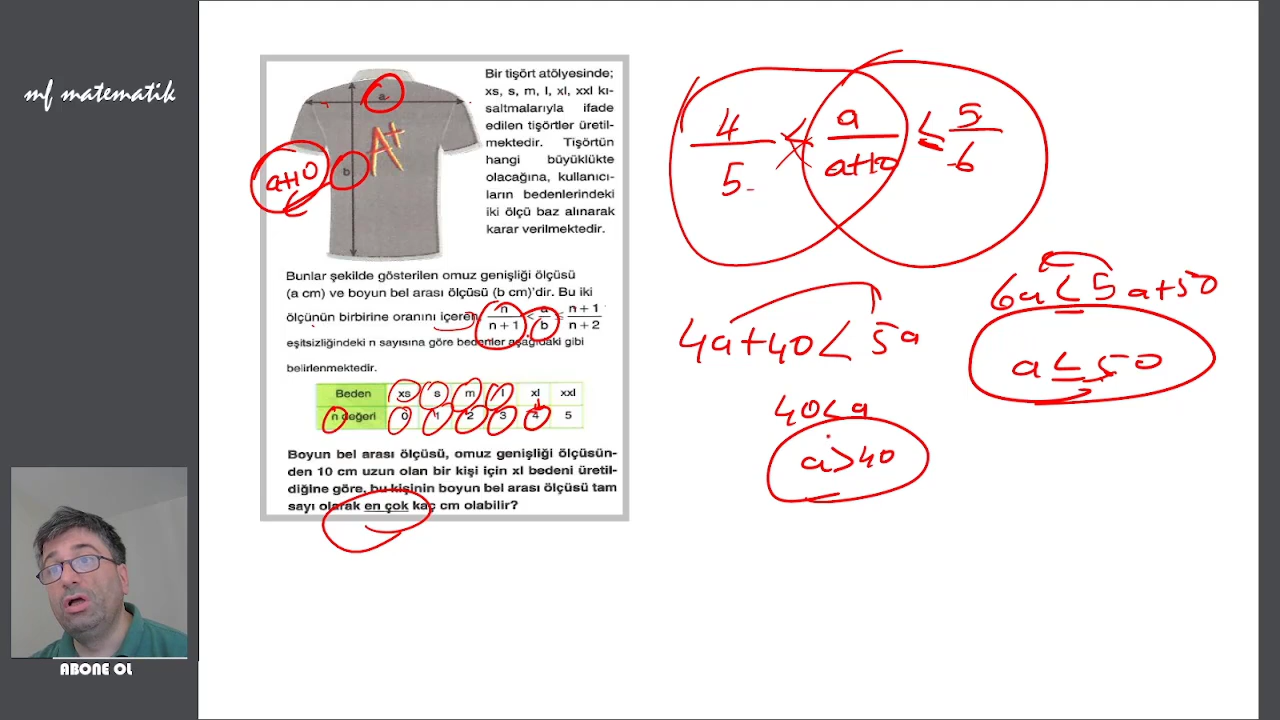 mf matematik
a
b
A+
a+10
Bir tişört atölyesinde;
xs, s, m, l, xl, xxl kı-
saltmalarıyla ifade
edilen tişörtler üretil-
mektedir. Tişörtün
hangi büyüklükte
olacağına, kullanıcı-
ların bedenlerindeki
iki ölçü baz alınarak
karar verilmektedir.
Bunlar şekilde gösterilen omuz genişliği ölçüsü
(a cm) ve boyun bel arası ölçüsü (b cm)'dir. Bu iki
ölçünün birbirine oranını içeren, n/n+1 < a/b ≤ n+1/n+2
eşitsizliğindeki n sayısına göre bedenler aşağıdaki gibi
belirlenmektedir.
Beden xs s m l xl xxl
n değeri 0 1 2 3 4 5
Boyun bel arası ölçüsü, omuz genişliği ölçüsün-
den 10 cm uzun olan bir kişi için xl bedeni üretil-
diğine göre, bu kişinin boyun bel arası ölçüsü tam
sayı olarak en çok kaç cm olabilir?
4/5 < a/a+10 ≤ 5/6
4a+40 < 5a
40 < a
a > 40
6a ≤ 5a+50
a ≤ 50
ABONE OL